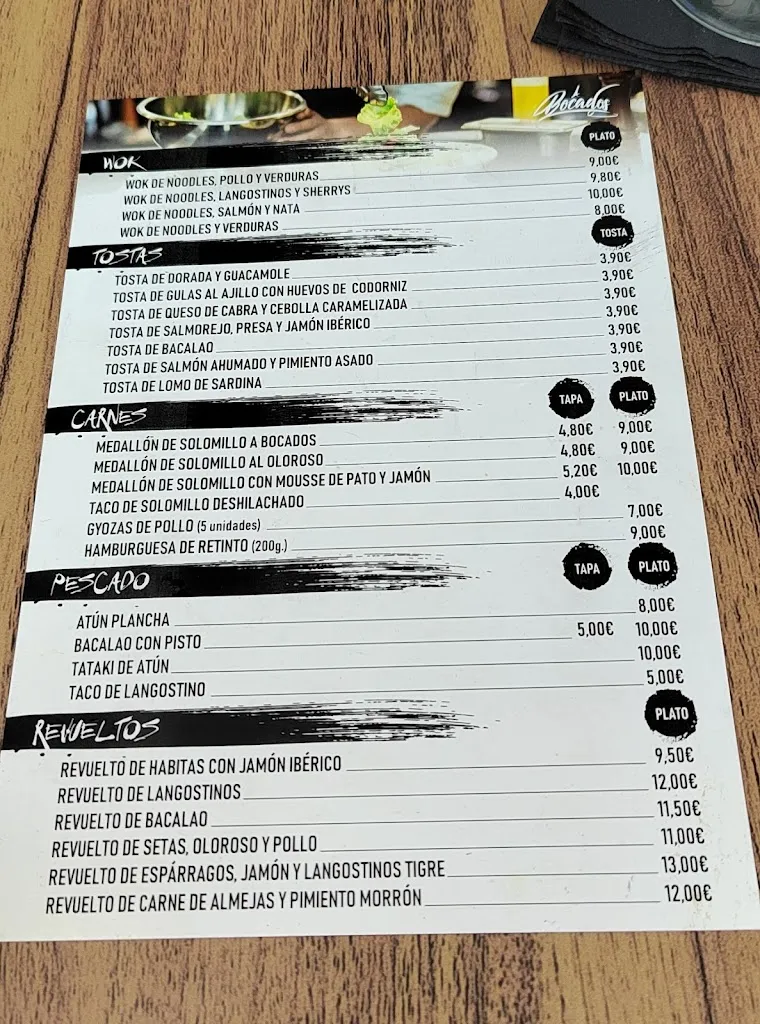 A Bocados
WOK PLATO
WOK DE NOODLES, POLLO Y VERDURAS 9,00€
WOK DE NOODLES, LANGOSTINOS Y SHERRYS 9,80€
WOK DE NOODLES, SALMÓN Y NATA 10,00€
WOK DE NOODLES Y VERDURAS 8,00€
TOSTAS TOSTA
TOSTA DE DORADA Y GUACAMOLE 3,90€
TOSTA DE GULAS AL AJILLO CON HUEVOS DE CODORNIZ 3,90€
TOSTA DE QUESO DE CABRA Y CEBOLLA CARAMELIZADA 3,90€
TOSTA DE SALMOREJO, PRESA Y JAMÓN IBÉRICO 3,90€
TOSTA DE BACALAO 3,90€
TOSTA DE SALMÓN AHUMADO Y PIMIENTO ASADO 3,90€
TOSTA DE LOMO DE SARDINA 3,90€
CARNES TAPA PLATO
MEDALLÓN DE SOLOMILLO A BOCADOS 4,80€ 9,00€
MEDALLÓN DE SOLOMILLO AL OLOROSO 4,80€ 9,00€
MEDALLÓN DE SOLOMILLO CON MOUSSE DE PATO Y JAMÓN 5,20€ 10,00€
TACO DE SOLOMILLO DESHILACHADO 4,00€
GYOZAS DE POLLO (5 unidades) 7,00€
HAMBURGUESA DE RETINTO (200g.) 9,00€
PESCADO TAPA PLATO
ATÚN PLANCHA 8,00€
BACALAO CON PISTO 5,00€ 10,00€
TATAKI DE ATÚN 10,00€
TACO DE LANGOSTINO 5,00€
REVUELTOS PLATO
REVUELTO DE HABITAS CON JAMÓN IBÉRICO 9,50€
REVUELTO DE LANGOSTINOS 12,00€
REVUELTO DE BACALAO 11,50€
REVUELTO DE SETAS, OLOROSO Y POLLO 11,00€
REVUELTO DE ESPÁRRAGOS, JAMÓN Y LANGOSTINOS TIGRE 13,00€
REVUELTO DE CARNE DE ALMEJAS Y PIMIENTO MORRÓN 12,00€